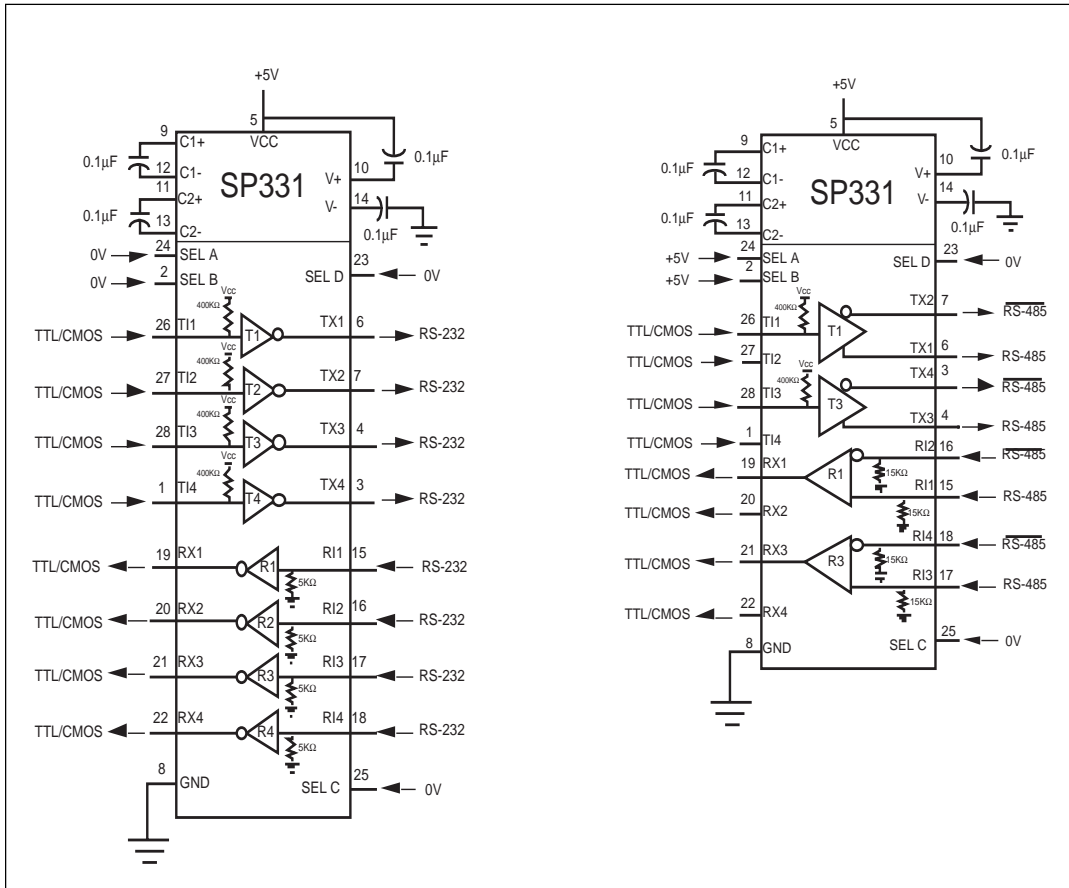 +5V
5
VCC
9
C1+
0.1µF
12
C1-
11
C2+
0.1µF
13
C2-
SP331
10
V+
0.1µF
14
V-
0.1µF
0V
24
SEL A
0V
2
SEL B
23
SEL D
0V
Vcc
400KΩ
TTL/CMOS
26
TI1
T1
TX1
6
RS-232
Vcc
400KΩ
TTL/CMOS
27
TI2
T2
TX2
7
RS-232
Vcc
400KΩ
TTL/CMOS
28
TI3
T3
TX3
4
RS-232
Vcc
400KΩ
TTL/CMOS
1
TI4
T4
TX4
3
RS-232
TTL/CMOS
19
RX1
R1
RI1
15
RS-232
5KΩ
TTL/CMOS
20
RX2
R2
RI2
16
RS-232
5KΩ
TTL/CMOS
21
RX3
R3
RI3
17
RS-232
5KΩ
TTL/CMOS
22
RX4
R4
RI4
18
RS-232
5KΩ
8
GND
25
SEL C
0V
+5V
5
VCC
9
C1+
0.1µF
12
C1-
11
C2+
0.1µF
13
C2-
SP331
10
V+
0.1µF
14
V-
0.1µF
+5V
24
SEL A
+5V
2
SEL B
23
SEL D
0V
Vcc
400KΩ
TTL/CMOS
26
TI1
T1
TX2
7
RS-485
TX1
6
RS-485
TTL/CMOS
27
TI2
Vcc
400KΩ
TTL/CMOS
28
TI3
T3
TX4
3
RS-485
TX3
4
RS-485
TTL/CMOS
1
TI4
TTL/CMOS
19
RX1
R1
RI2
16
RS-485
15KΩ
RI1
15
RS-485
15KΩ
TTL/CMOS
20
RX2
TTL/CMOS
21
RX3
R3
RI4
18
RS-485
15KΩ
RI3
17
RS-485
15KΩ
TTL/CMOS
22
RX4
8
GND
25
SEL C
0V